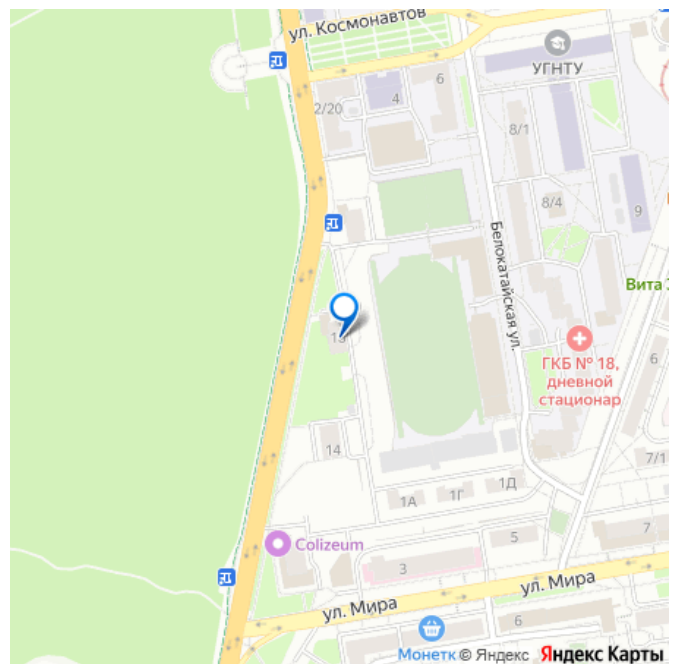 ул. Космонавтов
УГНТУ
2/20
4
6
8/1
8/4
9
Белокатайская ул.
Вита
ГКБ № 18,
дневной
стационар
6
14
7/1
1А
1Г
1Д
Colizeum
5
7
3
ул. Мира
ул. Мира
6
Монетк
© Яндекс
Яндекс Карты